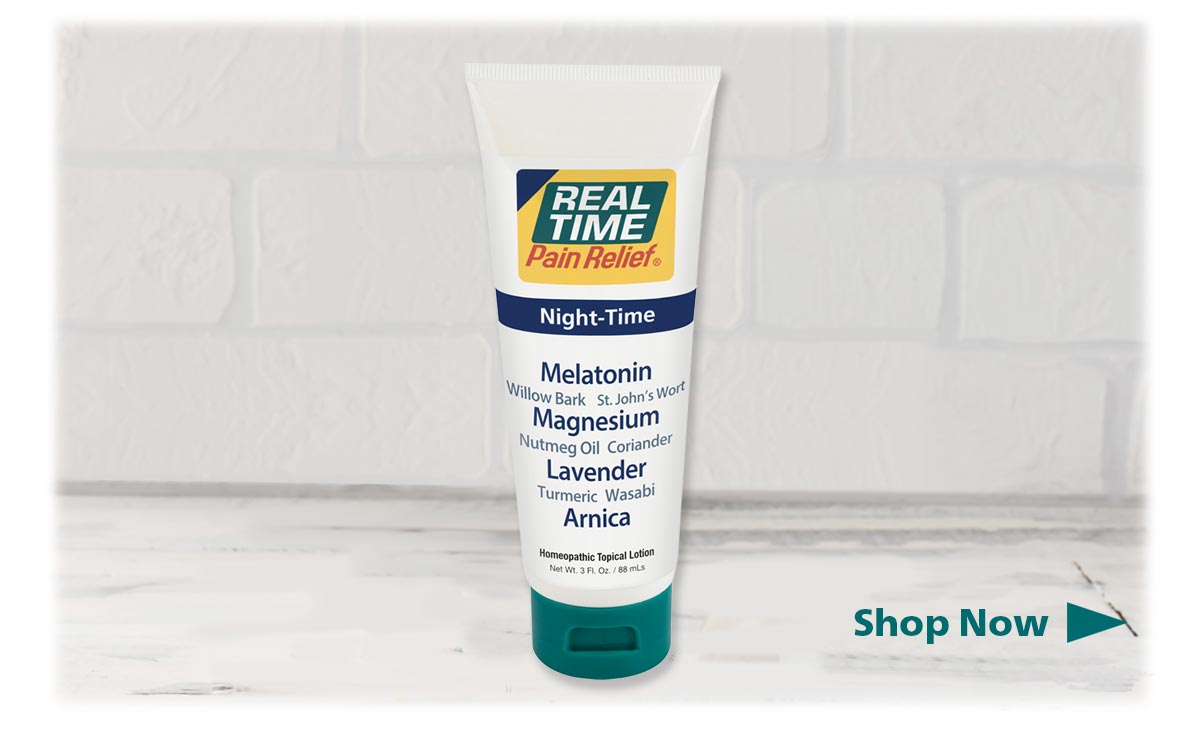 REAL
TIME
Pain Relief®
Night-Time
Melatonin
Willow Bark St. John's Wort
Magnesium
Nutmeg Oil Coriander
Lavender
Turmeric Wasabi
Arnica
Homeopathic Topical Lotion
Net Wt. 3 Fl. Oz. / 88 mLs
Shop Now